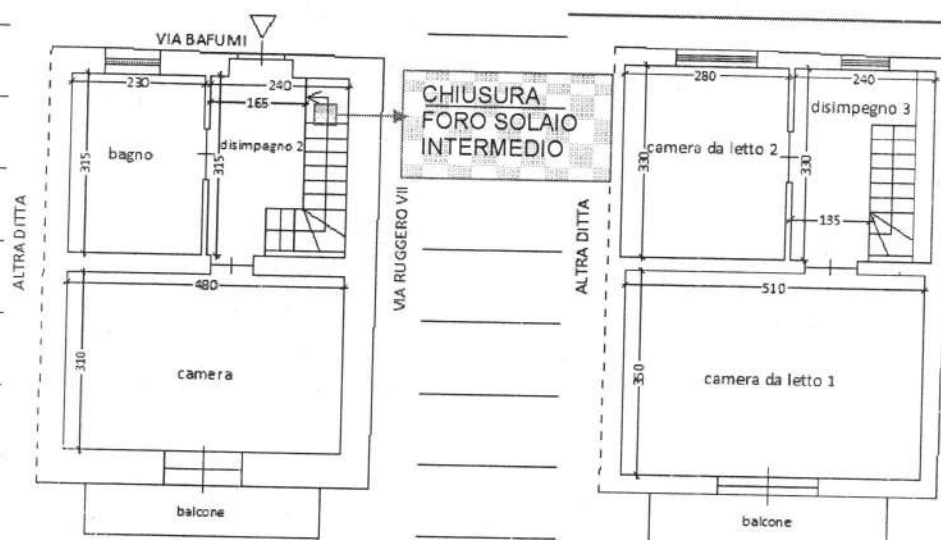 VIA BAFUMI
230
240
165
315
bagno
315
disimpegno 2
ALTRA DITTA
480
310
camera
balcone
CHIUSURA
FORO SOLAIO
INTERMEDIO
VIA RUGGERO VII
280
240
disimpegno 3
330
camera da letto 2
330
135
ALTRA DITTA
510
350
camera da letto 1
balcone